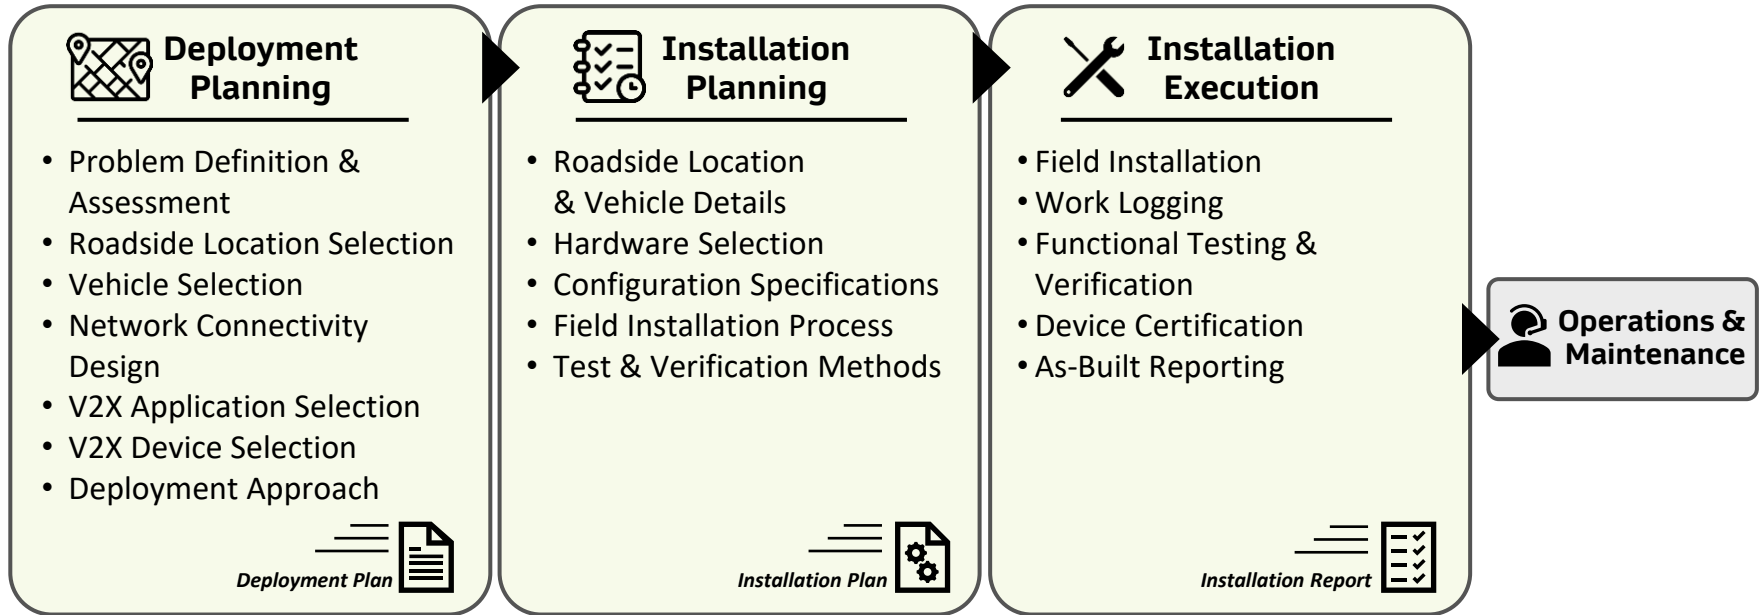 Deployment
Planning
• Problem Definition &
Assessment
• Roadside Location Selection
• Vehicle Selection
• Network Connectivity
Design
• V2X Application Selection
• V2X Device Selection
• Deployment Approach
Deployment Plan
Installation
Planning
• Roadside Location
& Vehicle Details
• Hardware Selection
• Configuration Specifications
• Field Installation Process
• Test & Verification Methods
Installation Plan
Installation
Execution
• Field Installation
• Work Logging
• Functional Testing &
Verification
• Device Certification
• As-Built Reporting
Installation Report
Operations &
Maintenance